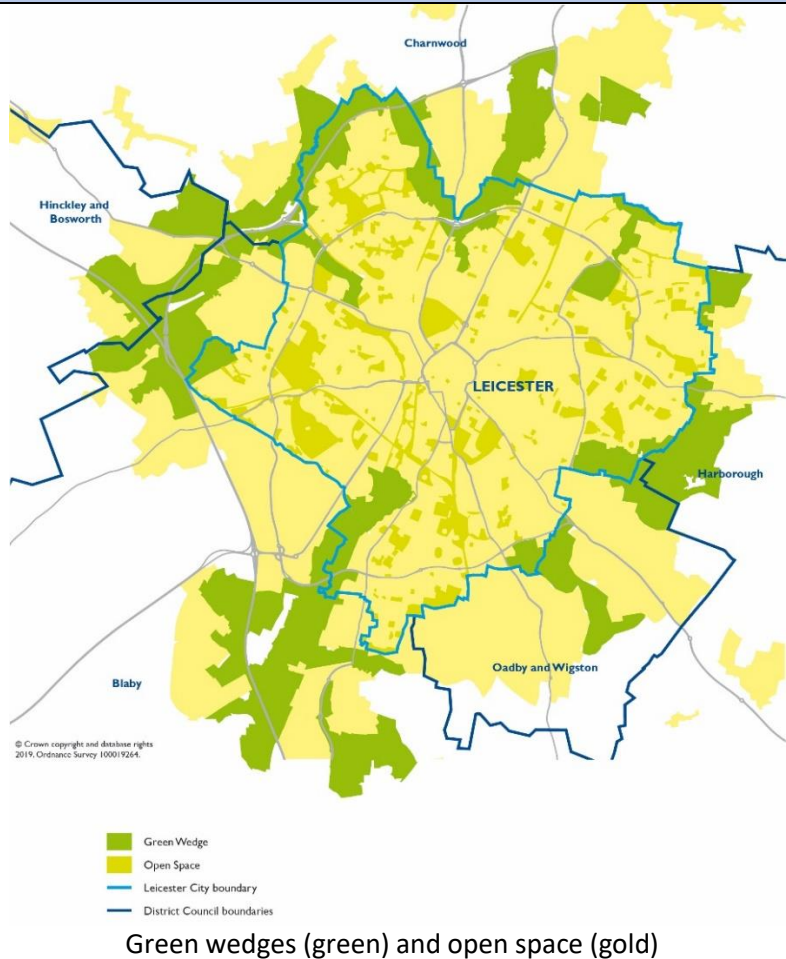 Charnwood
Hinckley and
Bosworth
LEICESTER
Harborough
Oadby and Wigston
Blaby
© Crown copyright and database rights
2019. Ordnance Survey 100019264.
Green Wedge
Open Space
Leicester City boundary
District Council boundaries
Green wedges (green) and open space (gold)